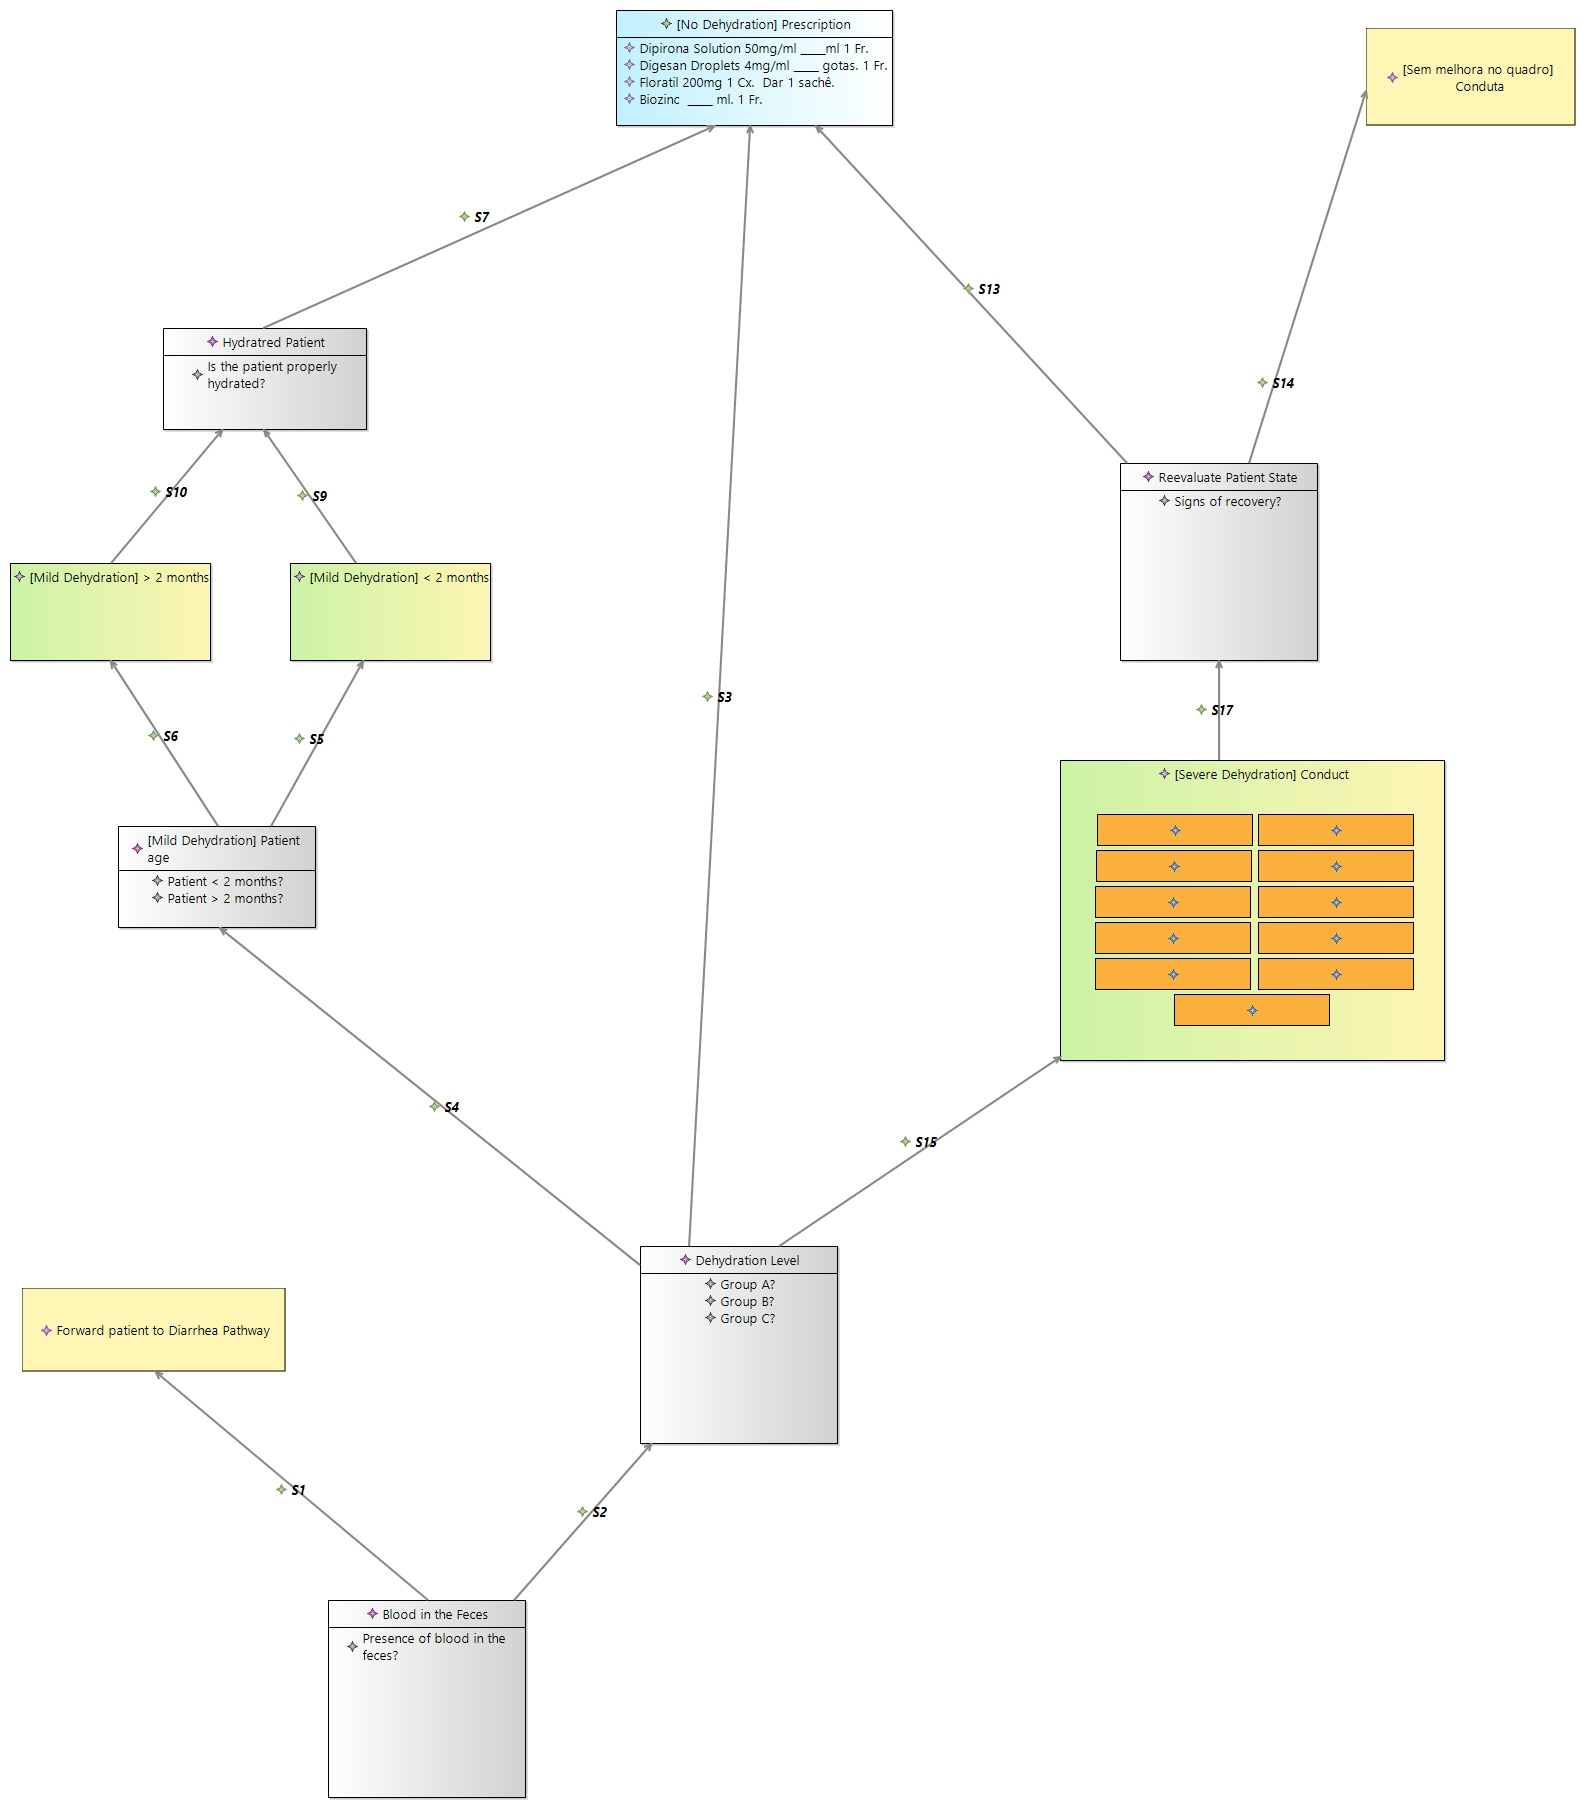 [No Dehydration] Prescription
Dipirona Solution 50mg/ml ____ml 1 Fr.
Digesan Droplets 4mg/ml ____ gotas. 1 Fr.
Floratil 200mg 1 Cx.  Dar 1 sachê.
Biozinc  ____ ml. 1 Fr.
[Sem melhora no quadro]
Conduta
S7
S13
S14
Hydratred Patient
Is the patient properly
hydrated?
Reevaluate Patient State
Signs of recovery?
S10
S9
[Mild Dehydration] > 2 months
[Mild Dehydration] < 2 months
S3
S17
S6
S5
[Severe Dehydration] Conduct
[Mild Dehydration] Patient
age
Patient < 2 months?
Patient > 2 months?
S4
S15
Dehydration Level
Group A?
Group B?
Group C?
Forward patient to Diarrhea Pathway
S1
S2
Blood in the Feces
Presence of blood in the
feces?